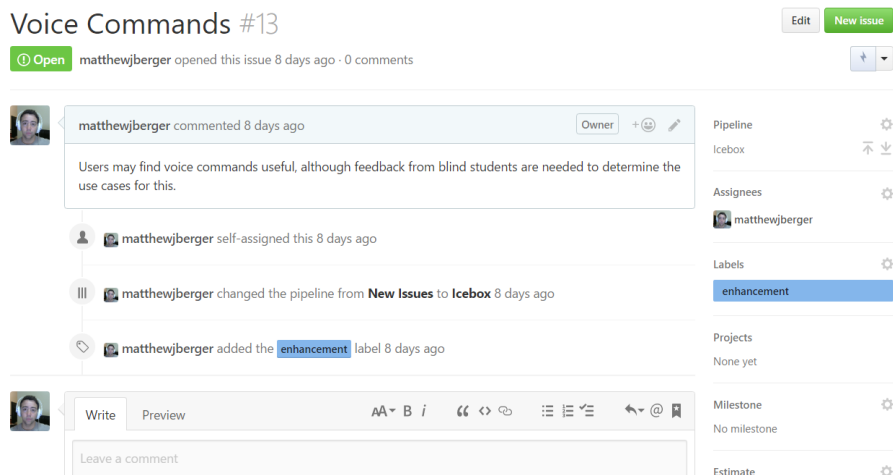 Voice Commands #13
Edit
New issue
Open
matthewjberger opened this issue 8 days ago · 0 comments
matthewjberger commented 8 days ago
Owner
Users may find voice commands useful, although feedback from blind students are needed to determine the
use cases for this.
matthewjberger self-assigned this 8 days ago
matthewjberger changed the pipeline from New Issues to Icebox 8 days ago
matthewjberger added the enhancement label 8 days ago
Write
Preview
AA B i
Leave a comment
Pipeline
Icebox
Assignees
matthewjberger
Labels
enhancement
Projects
None yet
Milestone
No milestone
Estimate